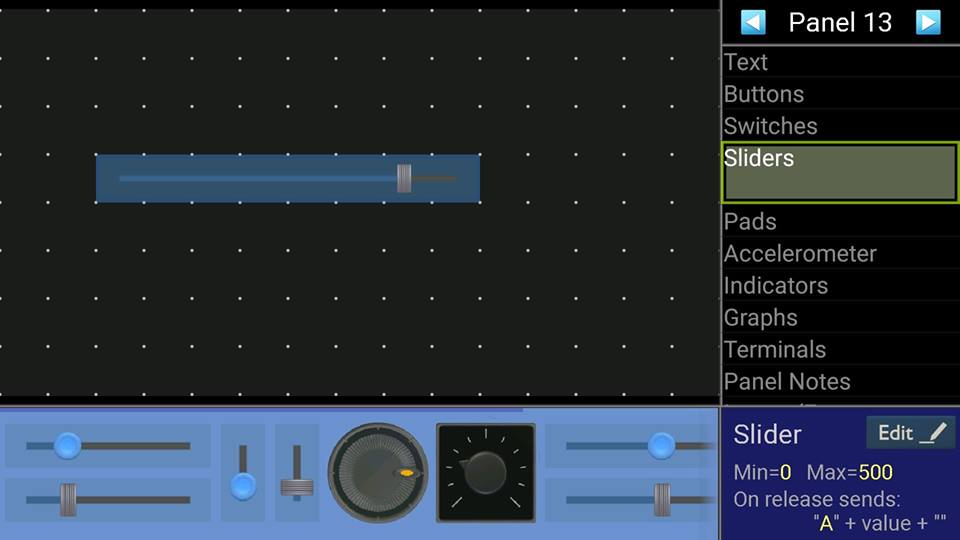 Panel 13
Text
Buttons
Switches
Sliders
Pads
Accelerometer
Indicators
Graphs
Terminals
Panel Notes
Slider
Edit
Min=0 Max=500
On release sends:
"A" + value + ""